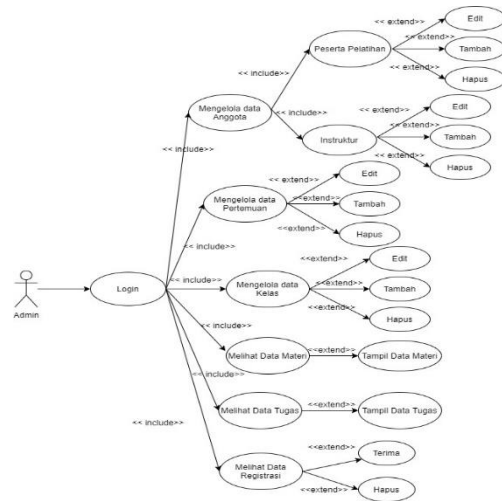 << extend>>
Edit
Peserta Pelatihan
<< extend>>
Tambah
<< include>>
<< extend>>
Hapus
Mengelola data
Anggota
<< extend>>
Edit
<< include>>
Instruktur
<< extend>>
Tambah
<< include>>
<< extend>>
Hapus
<< extend>>
Edit
Mengelola data
Pertemuan
<< extend>>
Tambah
<< include>>
<<extend>>
Hapus
<<extend>>
Edit
Admin
Login
<< include>>
Mengelola data
Kelas
<<extend>>
Tambah
<<extend>>
Hapus
<< include>>
Melihat Data Materi
<<extend>>
Tampil Data Materi
<< include>>
Melihat Data Tugas
<<extend>>
Tampil Data Tugas
<< include>>
Melihat Data
Registrasi
<<extend>>
Terima
<<extend>>
Hapus